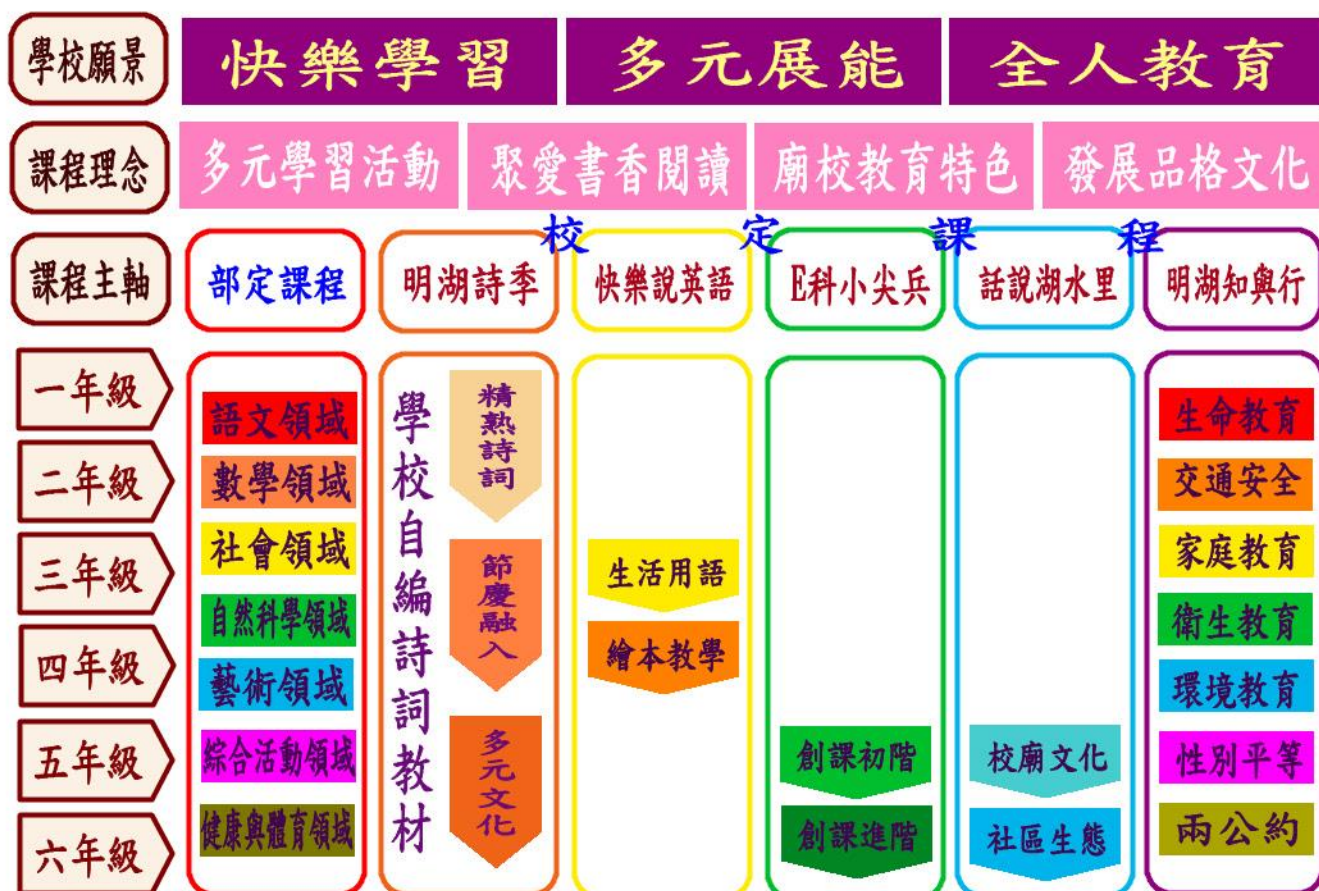 學校願景
快樂學習
多元展能
全人教育
課程理念
多元學習活動
聚愛書香閱讀
廟校教育特色
發展品格文化
校定課程
課程主軸
部定課程
明湖詩季
快樂說英語
E科小尖兵
話說湖水里
明湖知與行
一年級
二年級
三年級
四年級
五年級
六年級
語文領域
數學領域
社會領域
自然科學領域
藝術領域
綜合活動領域
健康與體育領域
學校自編詩詞教材
精熟詩詞
節慶融入
多元文化
生活用語
繪本教學
創課初階
創課進階
校廟文化
社區生態
生命教育
交通安全
家庭教育
衛生教育
環境教育
性別平等
兩公約